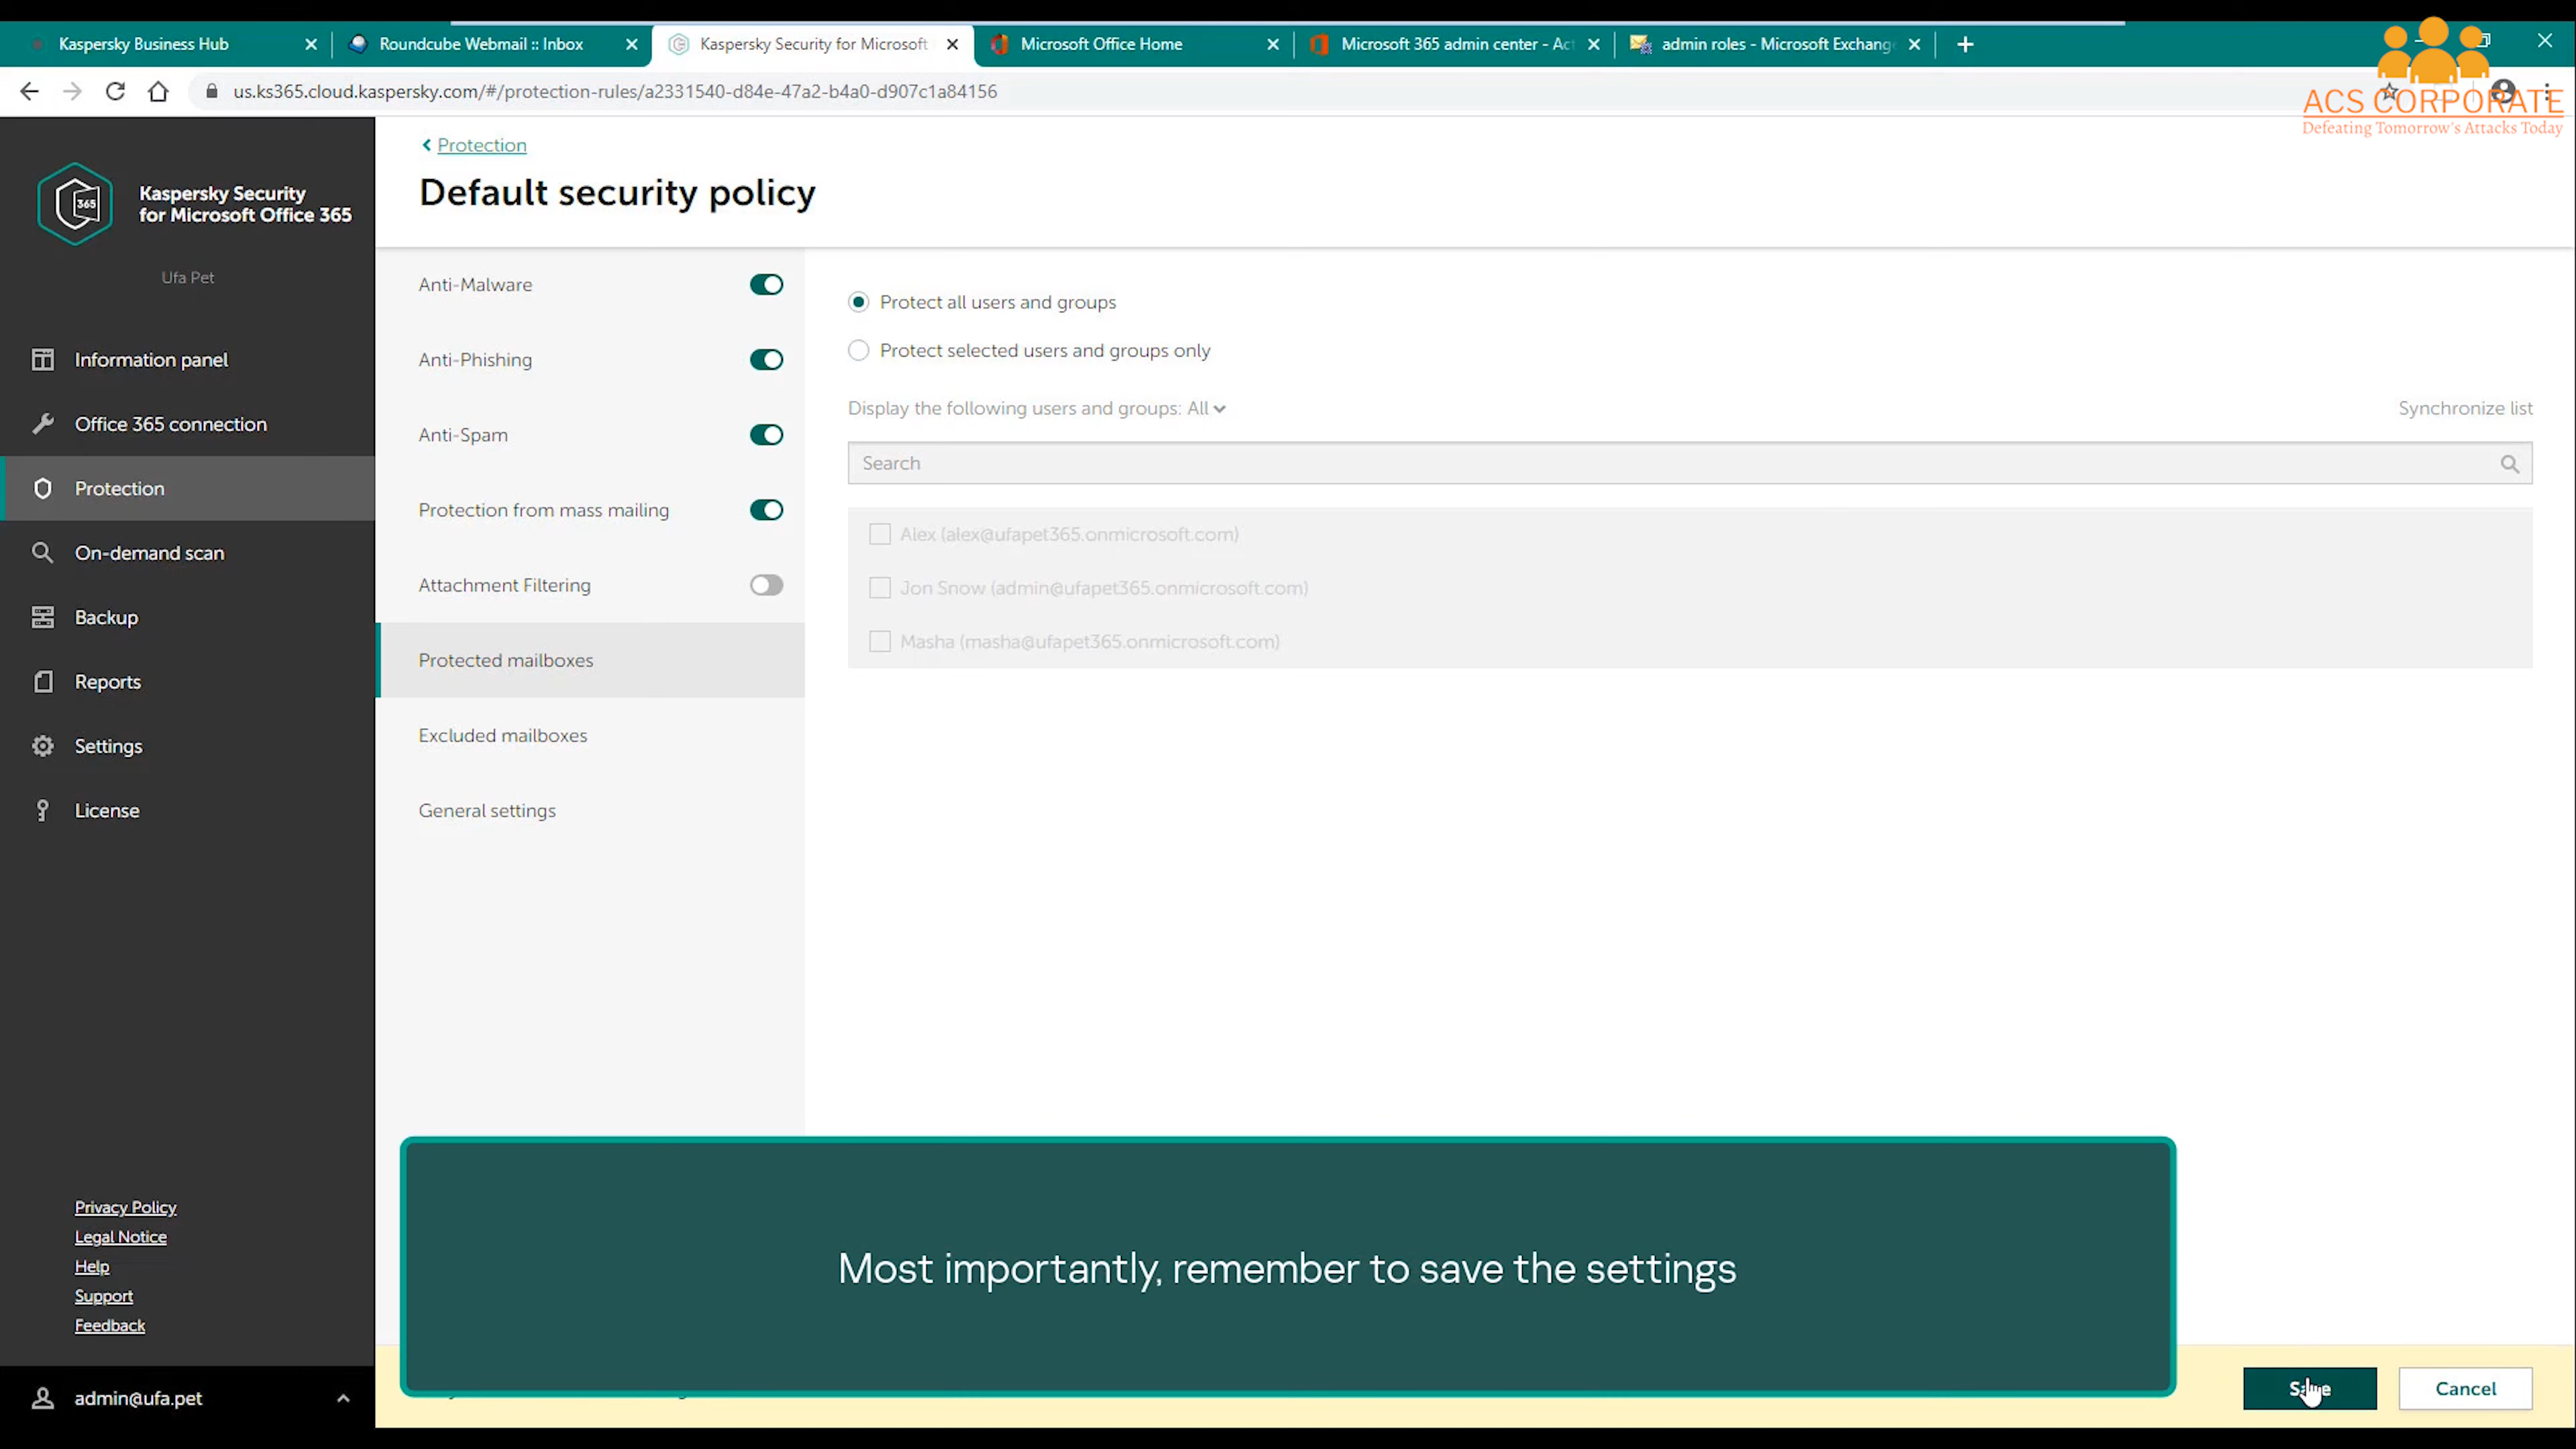 Kaspersky Business Hub
Roundcube Webmail :: Inbox
Kaspersky Security for Microsoft
Microsoft Office Home
Microsoft 365 admin center - Act
admin roles - Microsoft Exchange
us.ks365.cloud.kaspersky.com/#/protection-rules/a2331540-d84e-47a2-b4a0-d907c1a84156
ACS CORPORATE
Defeating Tomorrow's Attacks Today
365
Kaspersky Security
for Microsoft Office 365
Ufa Pet
Information panel
Office 365 connection
Protection
On-demand scan
Backup
Reports
Settings
License
Privacy Policy
Legal Notice
Help
Support
Feedback
admin@ufa.pet
Protection
Default security policy
Anti-Malware
Anti-Phishing
Anti-Spam
Protection from mass mailing
Attachment Filtering
Protected mailboxes
Excluded mailboxes
General settings
Protect all users and groups
Protect selected users and groups only
Display the following users and groups: All
Synchronize list
Search
Alex (alex@ufapet365.onmicrosoft.com)
Jon Snow (admin@ufapet365.onmicrosoft.com)
Masha (masha@ufapet365.onmicrosoft.com)
Most importantly, remember to save the settings
Save
Cancel